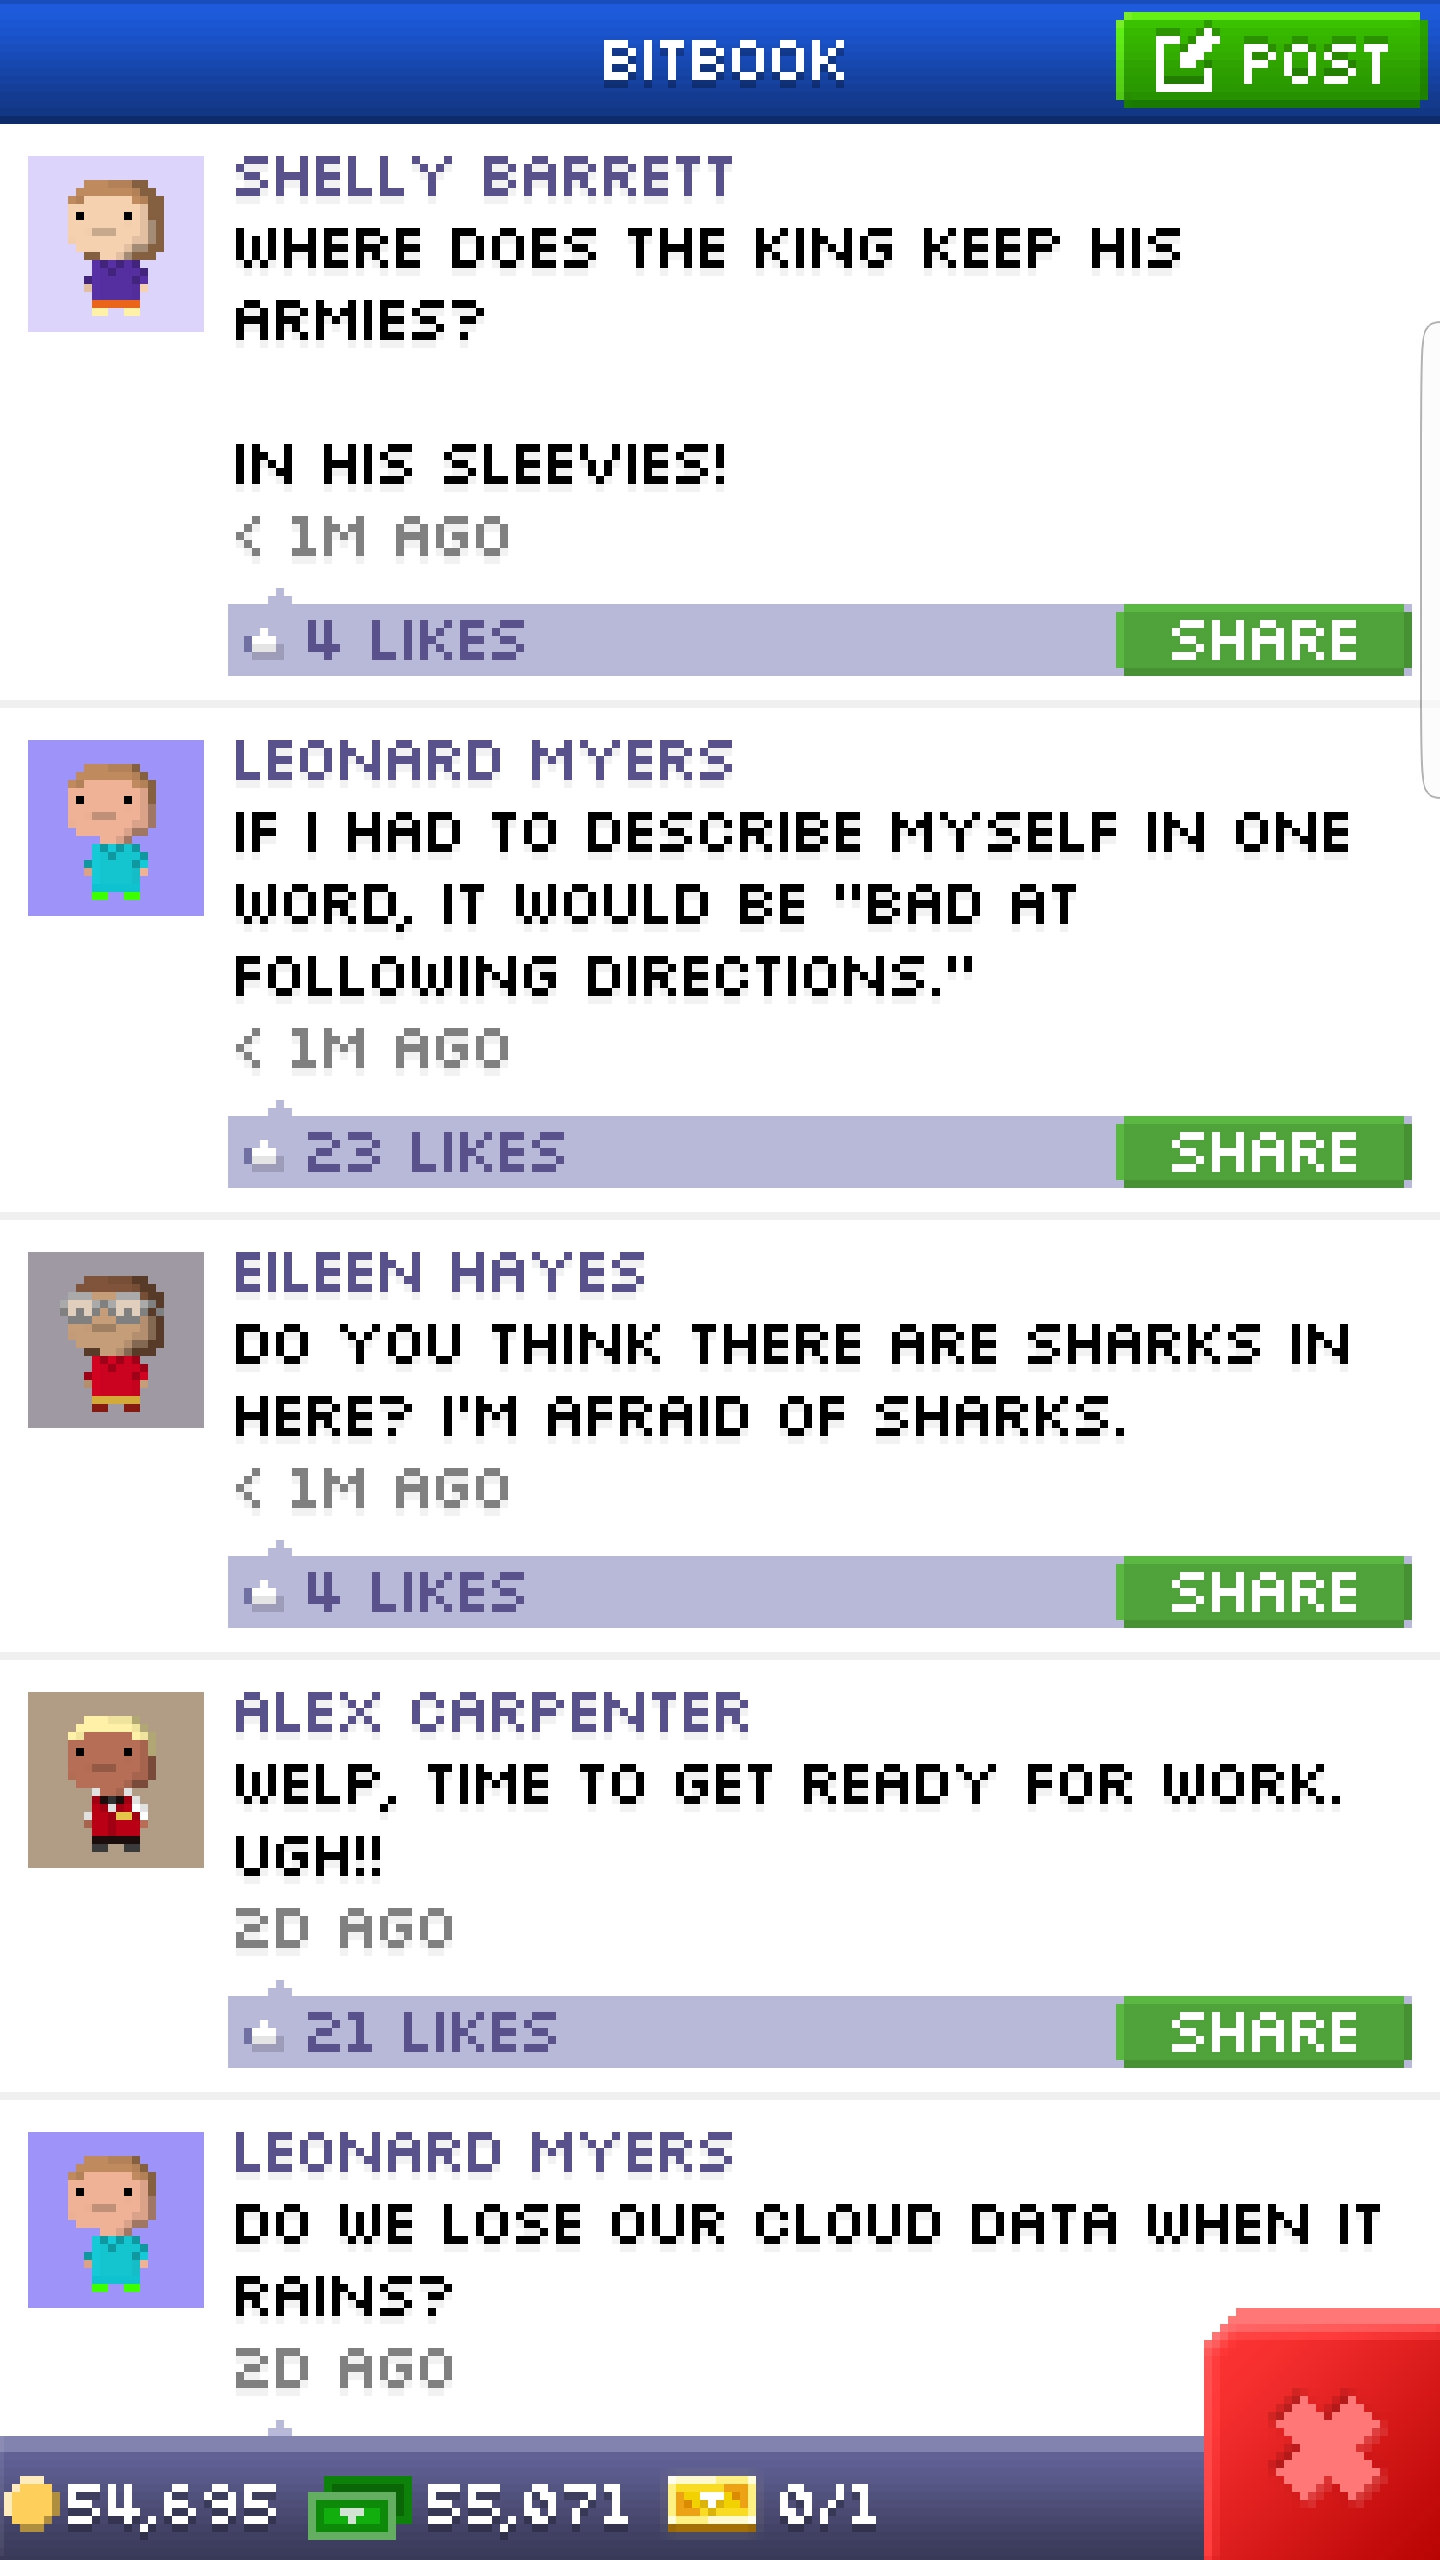 BITBOOK
POST
SHELLY BARRETT
WHERE DOES THE KING KEEP HIS
ARMIES?
IN HIS SLEEVIES!
< 1M AGO
4 LIKES
SHARE
LEONARD MYERS
IF I HAD TO DESCRIBE MYSELF IN ONE
WORD, IT WOULD BE "BAD AT
FOLLOWING DIRECTIONS."
< 1M AGO
23 LIKES
SHARE
EILEEN HAYES
DO YOU THINK THERE ARE SHARKS IN
HERE? I'M AFRAID OF SHARKS.
< 1M AGO
4 LIKES
SHARE
ALEX CARPENTER
WELP, TIME TO GET READY FOR WORK.
UGH!!
2D AGO
21 LIKES
SHARE
LEONARD MYERS
DO WE LOSE OUR CLOUD DATA WHEN IT
RAINS?
2D AGO
54,695 55,071 0/1